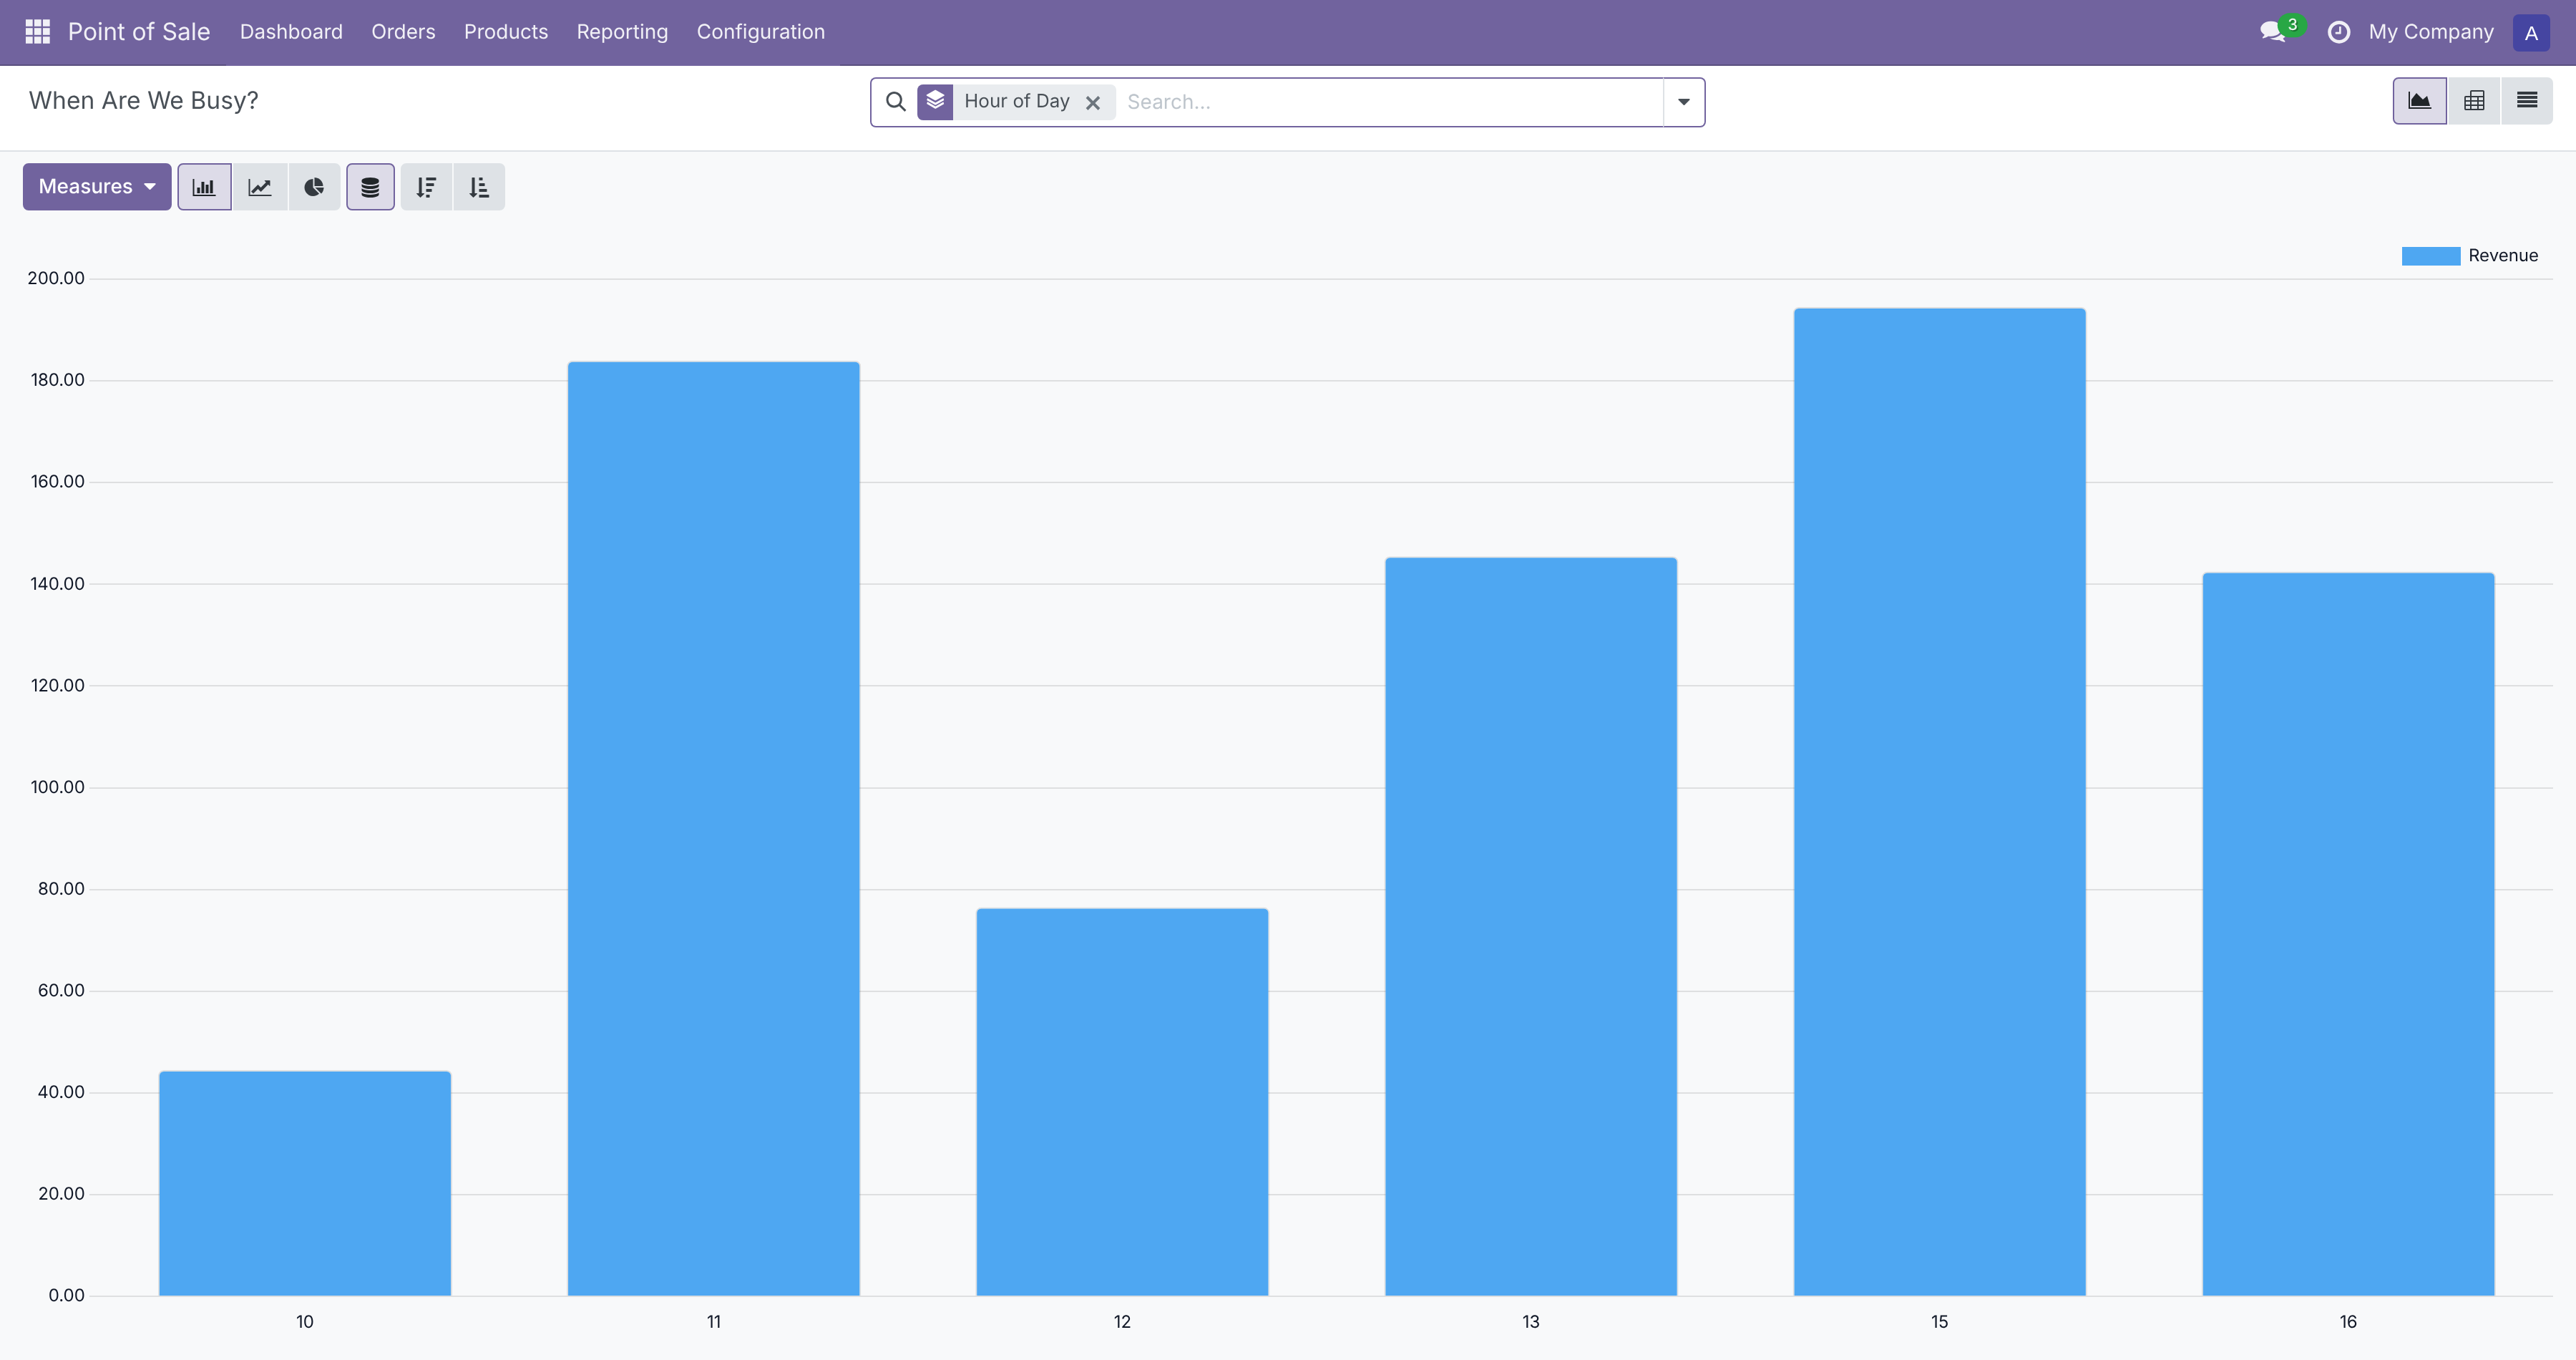 Point of Sale Dashboard Orders Products Reporting Configuration 3 My Company A
When Are We Busy? Hour of Day Search...
Measures
Revenue
200.00
180.00
160.00
140.00
120.00
100.00
80.00
60.00
40.00
20.00
0.00
10 11 12 13 15 16